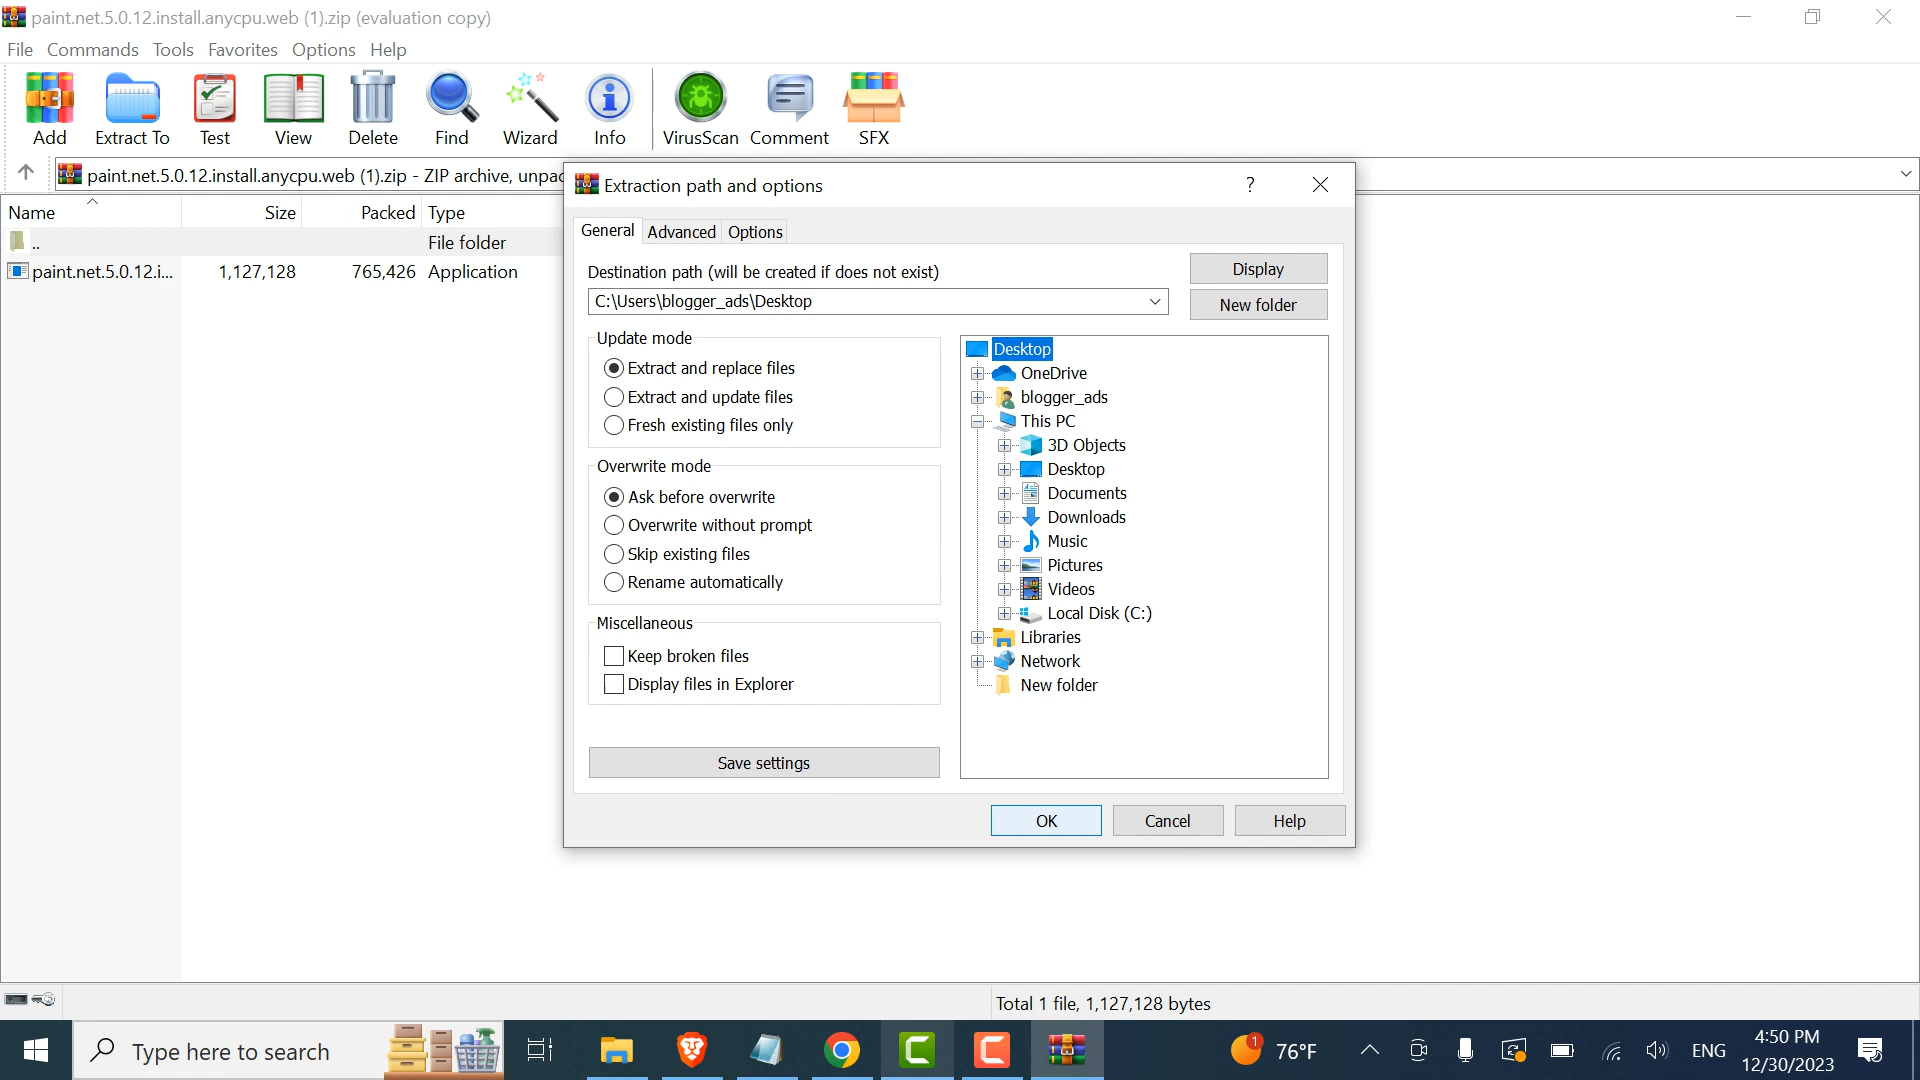 paint.net.5.0.12.install.anycpu.web (1).zip (evaluation copy)
File Commands Tools Favorites Options Help
Add Extract To Test View Delete Find Wizard Info VirusScan Comment SFX
paint.net.5.0.12.install.anycpu.web (1).zip - ZIP archive, unpac
Name Size Packed Type
.. File folder
paint.net.5.0.12.i... 1,127,128 765,426 Application
Extraction path and options ?
General Advanced Options
Destination path (will be created if does not exist)
Display
C:\Users\blogger_ads\Desktop
New folder
Update mode
Extract and replace files
Extract and update files
Fresh existing files only
Overwrite mode
Ask before overwrite
Overwrite without prompt
Skip existing files
Rename automatically
Miscellaneous
Keep broken files
Display files in Explorer
Save settings
Desktop
OneDrive
blogger_ads
This PC
3D Objects
Desktop
Documents
Downloads
Music
Pictures
Videos
Local Disk (C:)
Libraries
Network
New folder
OK Cancel Help
Total 1 file, 1,127,128 bytes
Type here to search
1 76°F
ENG
4:50 PM
12/30/2023